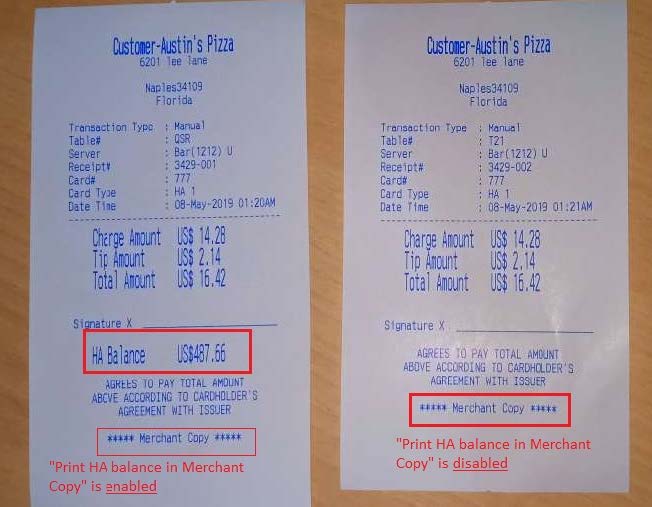 Customer-Austin's Pizza
6201 lee lane
Naples34109
Florida
Transaction Type : Manual
Table# : QSR
Server : Bar(1212) U
Receipt# : 3429-001
Card# : 777
Card Type : HA 1
Date Time : 08-May-2019 01:20AM
Charge Amount US$ 14.28
Tip Amount US$ 2.14
Total Amount US$ 16.42
Signature X
HA Balance US$487.66
AGREES TO PAY TOTAL AMOUNT
ABOVE ACCORDING TO CARDHOLDER'S
AGREEMENT WITH ISSUER
***** Merchant Copy *****
"Print HA balance in Merchant
Copy" is enabled
Customer-Austin's Pizza
6201 lee lane
Naples34109
Florida
Transaction Type : Manual
Table# : T21
Server : Bar(1212) U
Receipt# : 3429-002
Card# : 777
Card Type : HA 1
Date Time : 08-May-2019 01:21AM
Charge Amount US$ 14.28
Tip Amount US$ 2.14
Total Amount US$ 16.42
Signature X
AGREES TO PAY TOTAL AMOUNT
ABOVE ACCORDING TO CARDHOLDER'S
AGREEMENT WITH ISSUER
***** Merchant Copy *****
"Print HA balance in Merchant
Copy" is disabled